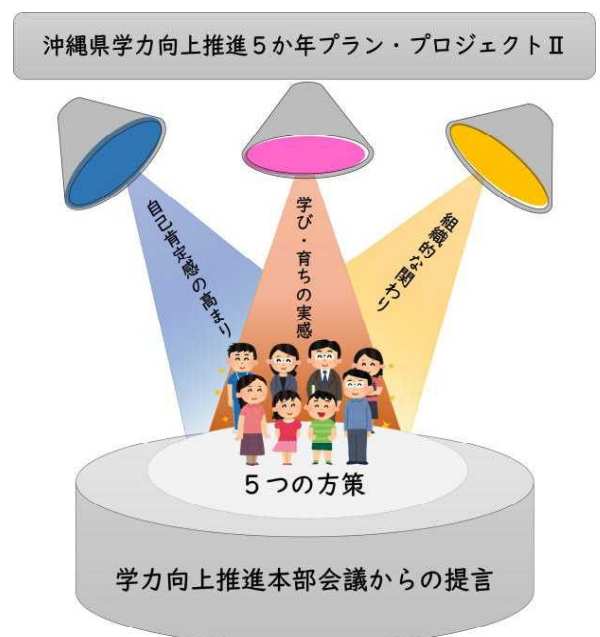 沖縄県学力向上推進5か年プラン・プロジェクトⅡ
自己肯定感の高まり
学び・育ちの実感
組織的な関わり
5つの方策
学力向上推進本部会議からの提言